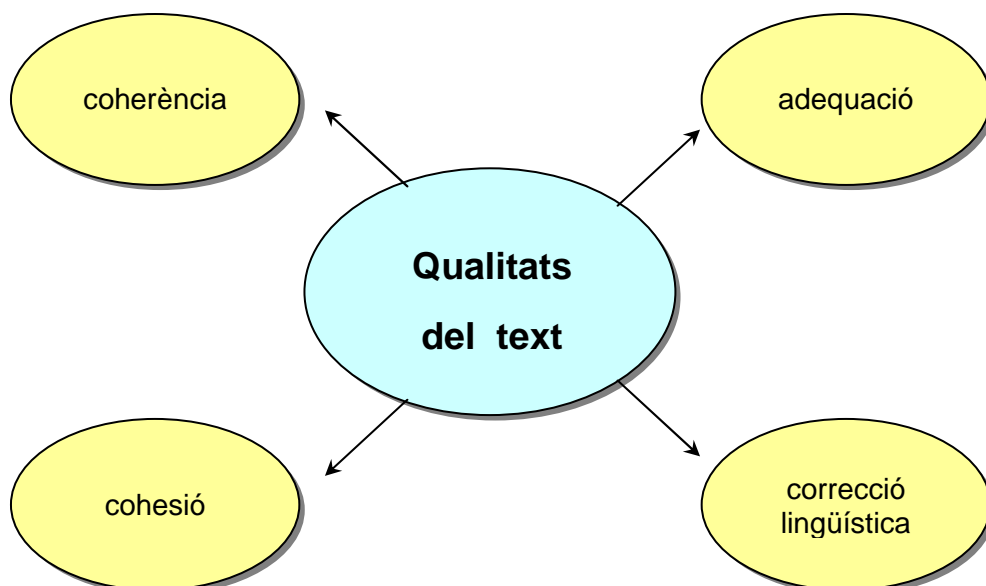 coherència
adequació
Qualitats
del text
cohesió
correcció
lingüística